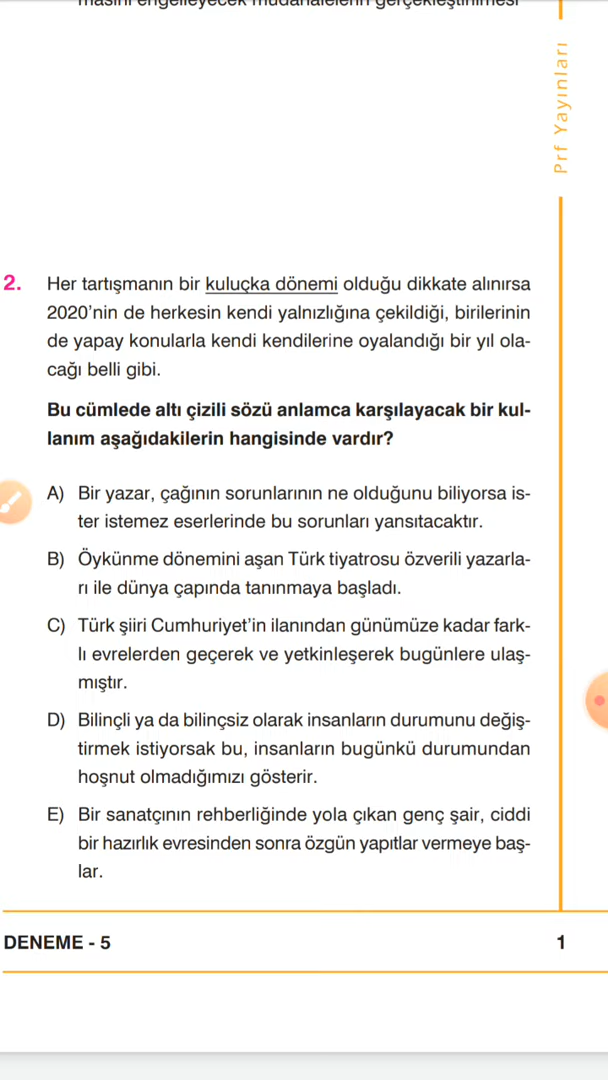 masını engelleyecek müdahalelerin gerçekleştirilmesi
Prf Yayınları
2. Her tartışmanın bir kuluçka dönemi olduğu dikkate alınırsa
2020’nin de herkesin kendi yalnızlığına çekildiği, birilerinin
de yapay konularla kendi kendilerine oyalandığı bir yıl ola-
cağı belli gibi.
Bu cümlede altı çizili sözü anlamca karşılayacak bir kul-
lanım aşağıdakilerin hangisinde vardır?
A) Bir yazar, çağının sorunlarının ne olduğunu biliyorsa is-
ter istemez eserlerinde bu sorunları yansıtacaktır.
B) Öykünme dönemini aşan Türk tiyatrosu özverili yazarla-
rı ile dünya çapında tanınmaya başladı.
C) Türk şiiri Cumhuriyet’in ilanından günümüze kadar fark-
lı evrelerden geçerek ve yetkinleşerek bugünlere ulaş-
mıştır.
D) Bilinçli ya da bilinçsiz olarak insanların durumunu değiş-
tirmek istiyorsak bu, insanların bugünkü durumundan
hoşnut olmadığımızı gösterir.
E) Bir sanatçının rehberliğinde yola çıkan genç şair, ciddi
bir hazırlık evresinden sonra özgün yapıtlar vermeye baş-
lar.
DENEME - 5
1